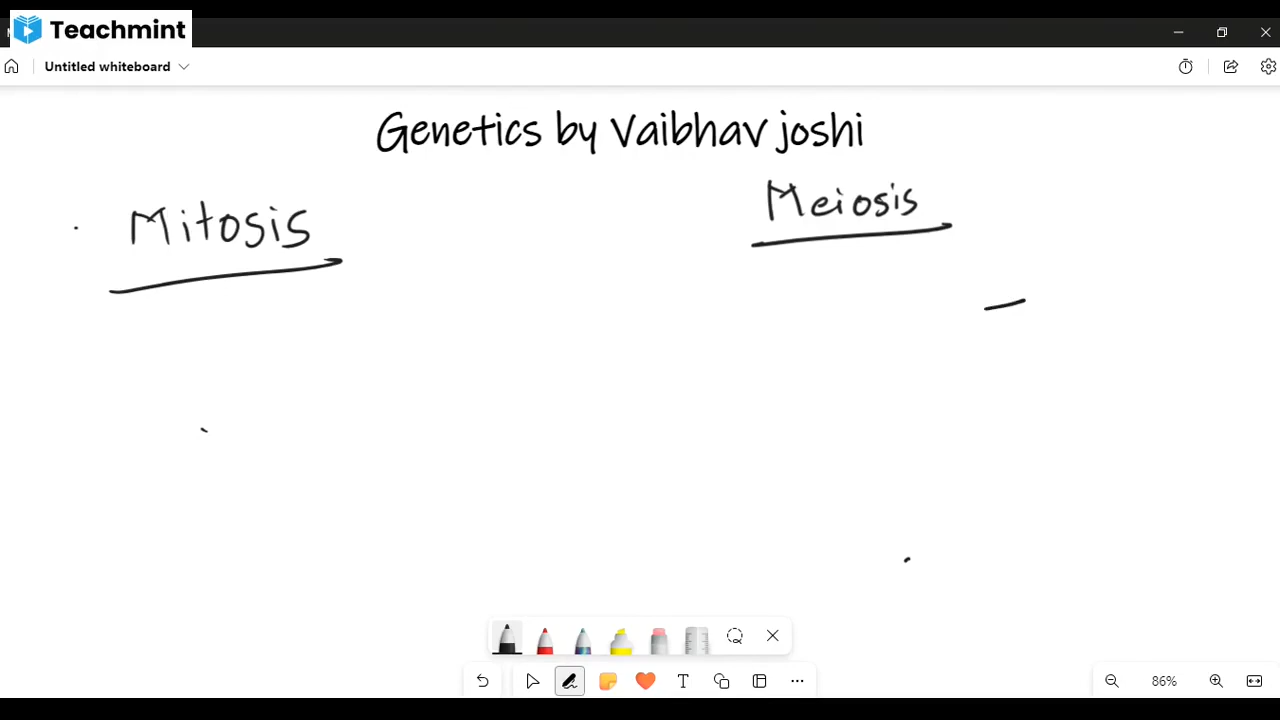 Teachmint
Untitled whiteboard
Genetics by Vaibhav joshi
Mitosis
Meiosis
86%